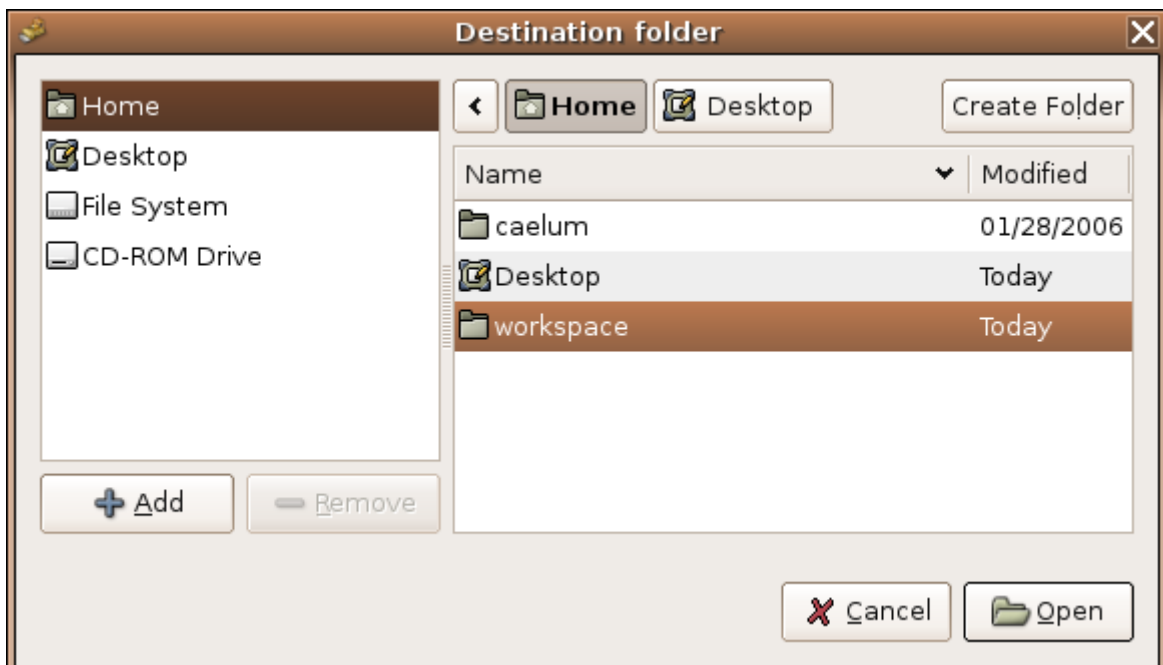 Destination folder
Home
Desktop
File System
CD-ROM Drive
Add
Remove
Home Desktop Create Folder
Name Modified
caelum 01/28/2006
Desktop Today
workspace Today
Cancel Open